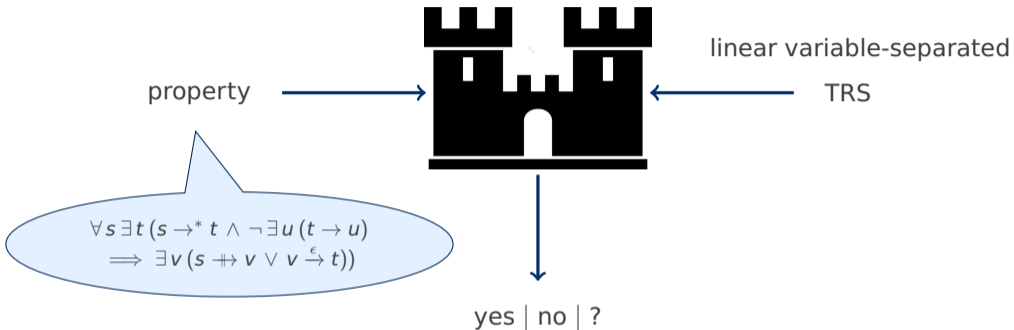 linear variable-separated
property
TRS
∀s ∃t (s →* t ∧ ¬∃u (t → u)
⟹ ∃v (s ⇸ v ∨ v →ᵋ t))
yes | no | ?